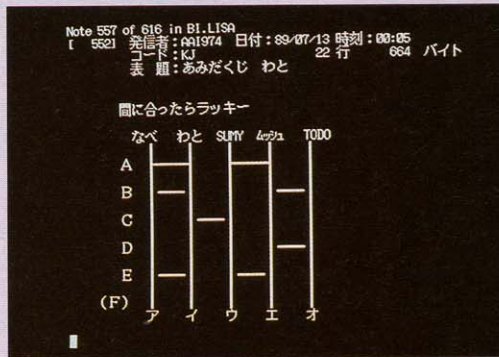 Note 557 of 616 in BI.LISA
[ 552] 発信者：AAI974 日付：89/07/13 時刻：00:05
コード：KJ 22 行 664 バイト
表 題：あみだくじ わと
間に合ったらラッキー
なべ わと SUMY ムッシュ TODO
A
B
C
D
E
(F)
ア イ ウ エ オ